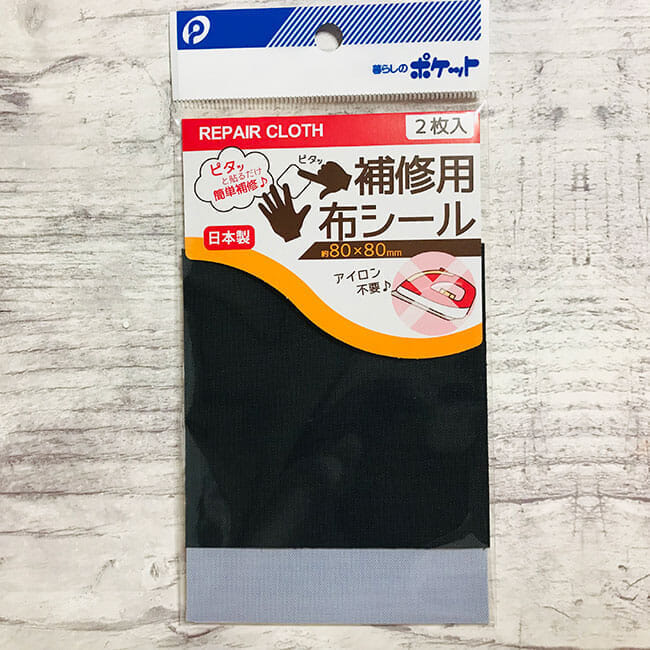 P
暮らしのポケット
REPAIR CLOTH
2枚入
ピタッ
と貼るだけ
簡単補修♪
ピタッ
補修用
布シール
日本製
約80×80mm
アイロン
不要♪